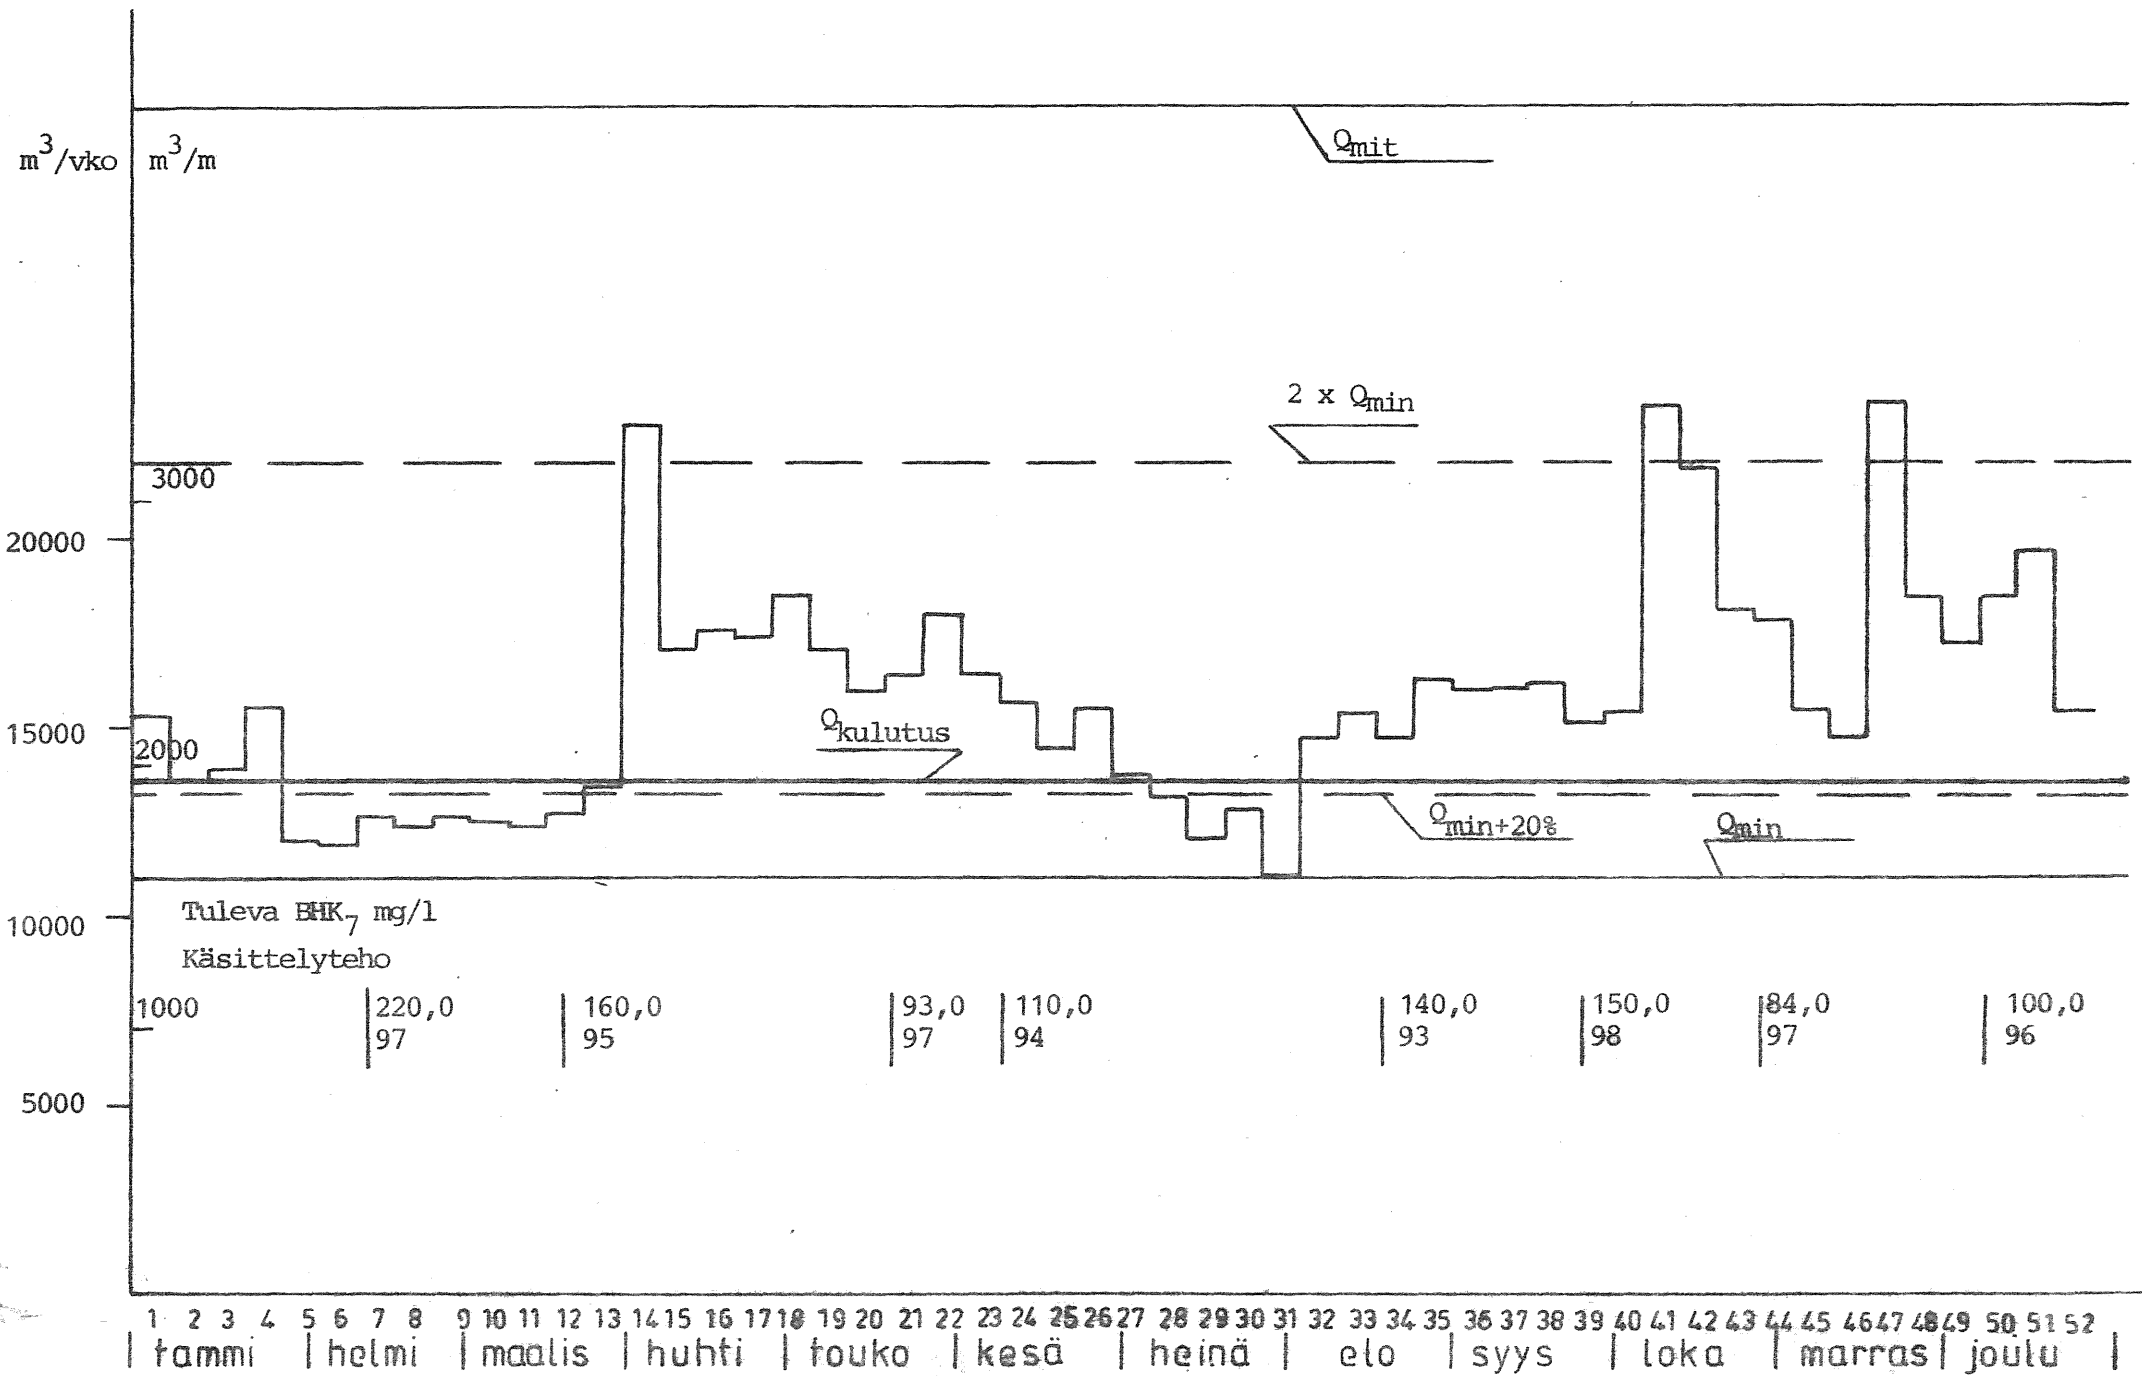 m³/vko m³/m
Qmit
2 x Qmin
3000
20000
15000
2000
Qkulutus
Qmin+20%
Qmin
10000
Tuleva BHK₇ mg/l
Käsittelyteho
1000
220,0 160,0 93,0 110,0 140,0 150,0 84,0 100,0
97 95 97 94 93 98 97 96
5000
1 2 3 4 5 6 7 8 9 10 11 12 13 14 15 16 17 18 19 20 21 22 23 24 25 26 27 28 29 30 31 32 33 34 35 36 37 38 39 40 41 42 43 44 45 46 47 48 49 50 51 52
tammi helmi maalis huhti touko kesä heinä elo syys loka marras joulu